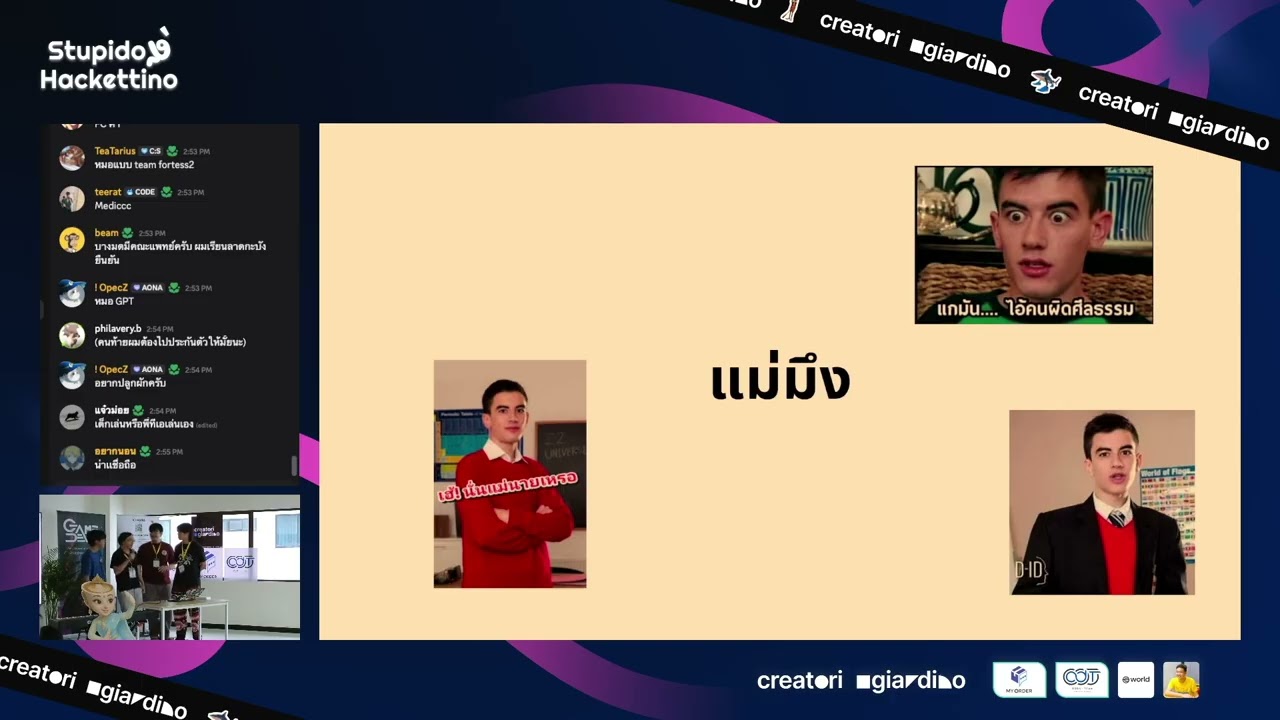 Stupido
Hackettino
creatori giardino
creatori giardino
TeaTarius C:S 2:53 PM
หมอแบบ team fortess2
teerat CODE 2:53 PM
Mediccc
beam 2:53 PM
บางมดมีคณะแพทย์ครับ ผมเรียนลาดกะบัง
ยืนยัน
! OpecZ AONA 2:53 PM
หมอ GPT
philavery.b 2:54 PM
(คนท้ายผมต้องไปประกันตัวให้มั้ยนะ)
! OpecZ AONA 2:54 PM
อยากปลูกผักครับ
แจ๋วม่อย 2:54 PM
เด็กเล่นหรือพี่ทีเอเล่นเอง (edited)
อยากนอน 2:55 PM
น่าเชื่อถือ
แกมัน.... ไอ้คนผิดศีลธรรม
แม่มึง
เฮ้! นั่นแม่นายเหรอ
World of Flags
D-ID
creatori
giardino
COT
creatori giardino
MY ORDER
COT
world
creatori giardino